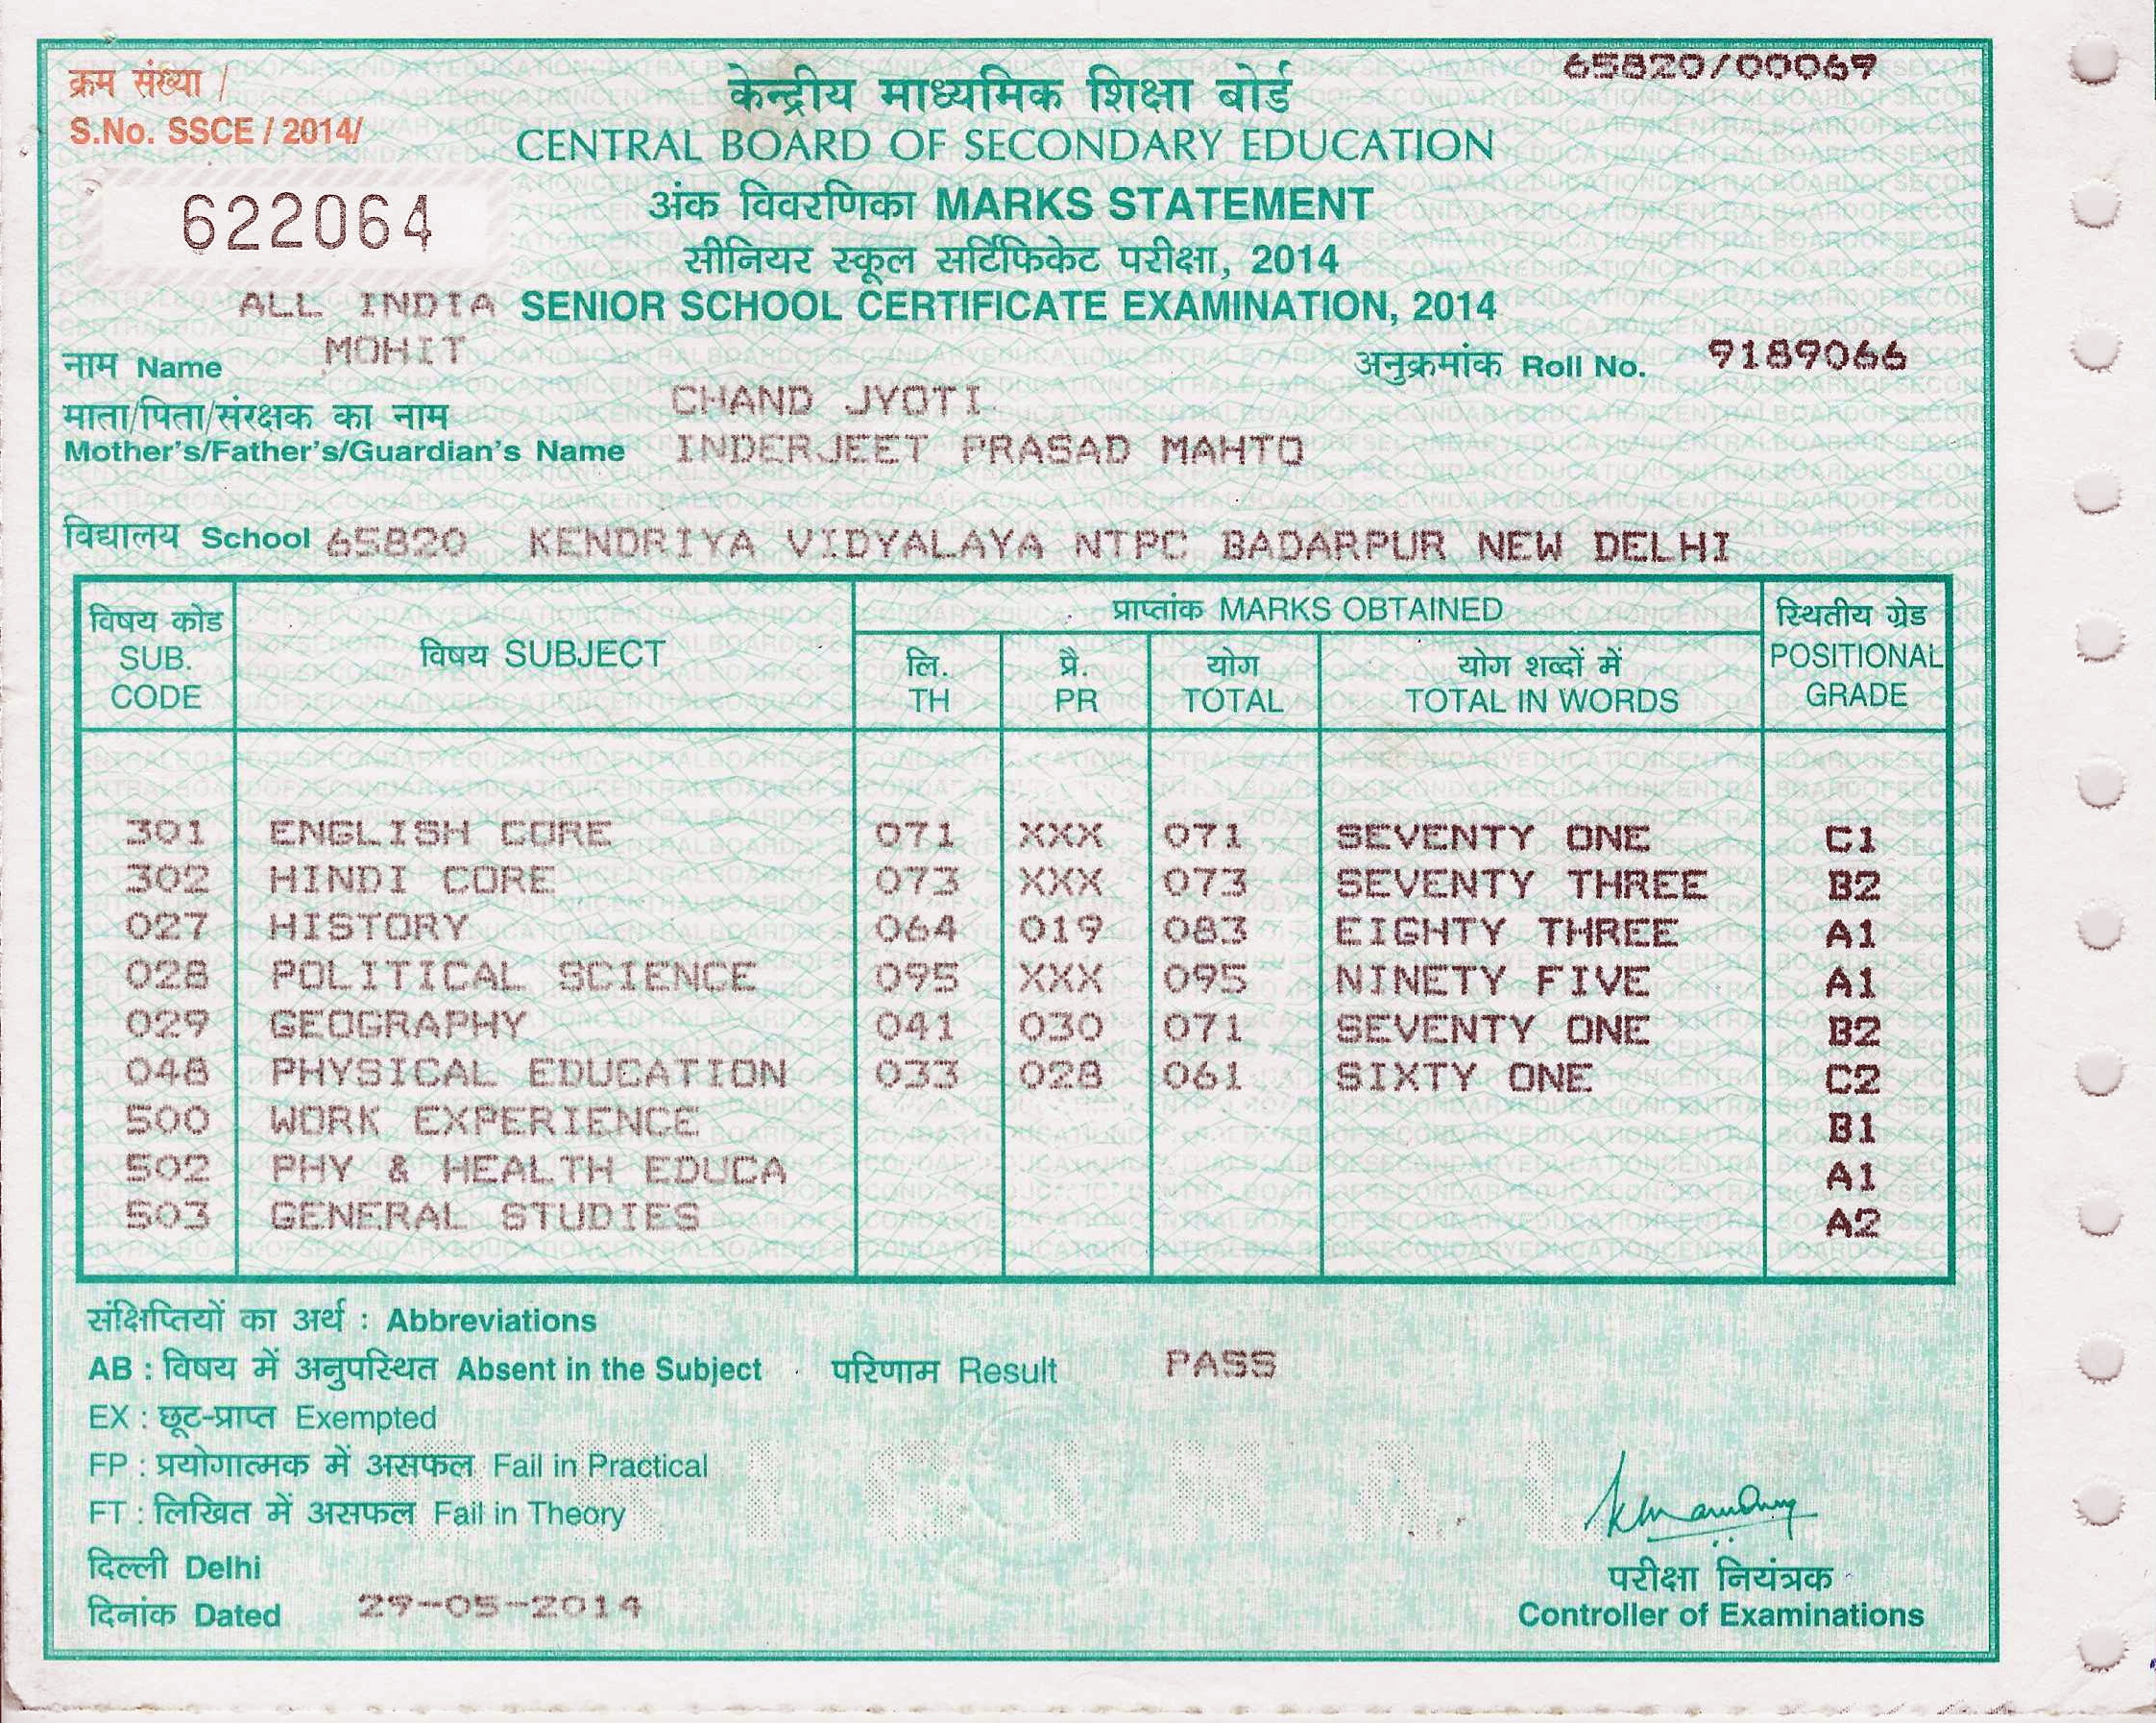 क्रम संख्या / 65820/00069
S.No. SSCE / 2014/
622064
केन्द्रीय माध्यमिक शिक्षा बोर्ड
CENTRAL BOARD OF SECONDARY EDUCATION
अंक विवरणिका MARKS STATEMENT
सीनियर स्कूल सर्टिफिकेट परीक्षा, 2014
ALL INDIA SENIOR SCHOOL CERTIFICATE EXAMINATION, 2014
नाम Name MOHIT अनुक्रमांक Roll No. 9189066
माता/पिता/संरक्षक का नाम CHAND JYOTI
Mother's/Father's/Guardian's Name INDERJEET PRASAD MAHTO
विद्यालय School 65820 KENDRIYA VIDYALAYA NTPC BADARPUR NEW DELHI
विषय कोड SUB. CODE विषय SUBJECT प्राप्तांक MARKS OBTAINED स्थितीय ग्रेड POSITIONAL GRADE
लि. TH प्रै. PR योग TOTAL योग शब्दों में TOTAL IN WORDS
301 ENGLISH CORE 071 XXX 071 SEVENTY ONE C1
302 HINDI CORE 073 XXX 073 SEVENTY THREE B2
027 HISTORY 064 019 083 EIGHTY THREE A1
028 POLITICAL SCIENCE 095 XXX 095 NINETY FIVE A1
029 GEOGRAPHY 041 030 071 SEVENTY ONE B2
048 PHYSICAL EDUCATION 033 028 061 SIXTY ONE C2
500 WORK EXPERIENCE B1
502 PHY & HEALTH EDUCA A1
503 GENERAL STUDIES A2
संक्षिप्तियों का अर्थ : Abbreviations
AB : विषय में अनुपस्थित Absent in the Subject परिणाम Result PASS
EX : छूट-प्राप्त Exempted
FP : प्रयोगात्मक में असफल Fail in Practical
FT : लिखित में असफल Fail in Theory
दिल्ली Delhi परीक्षा नियंत्रक
दिनांक Dated 29-05-2014 Controller of Examinations